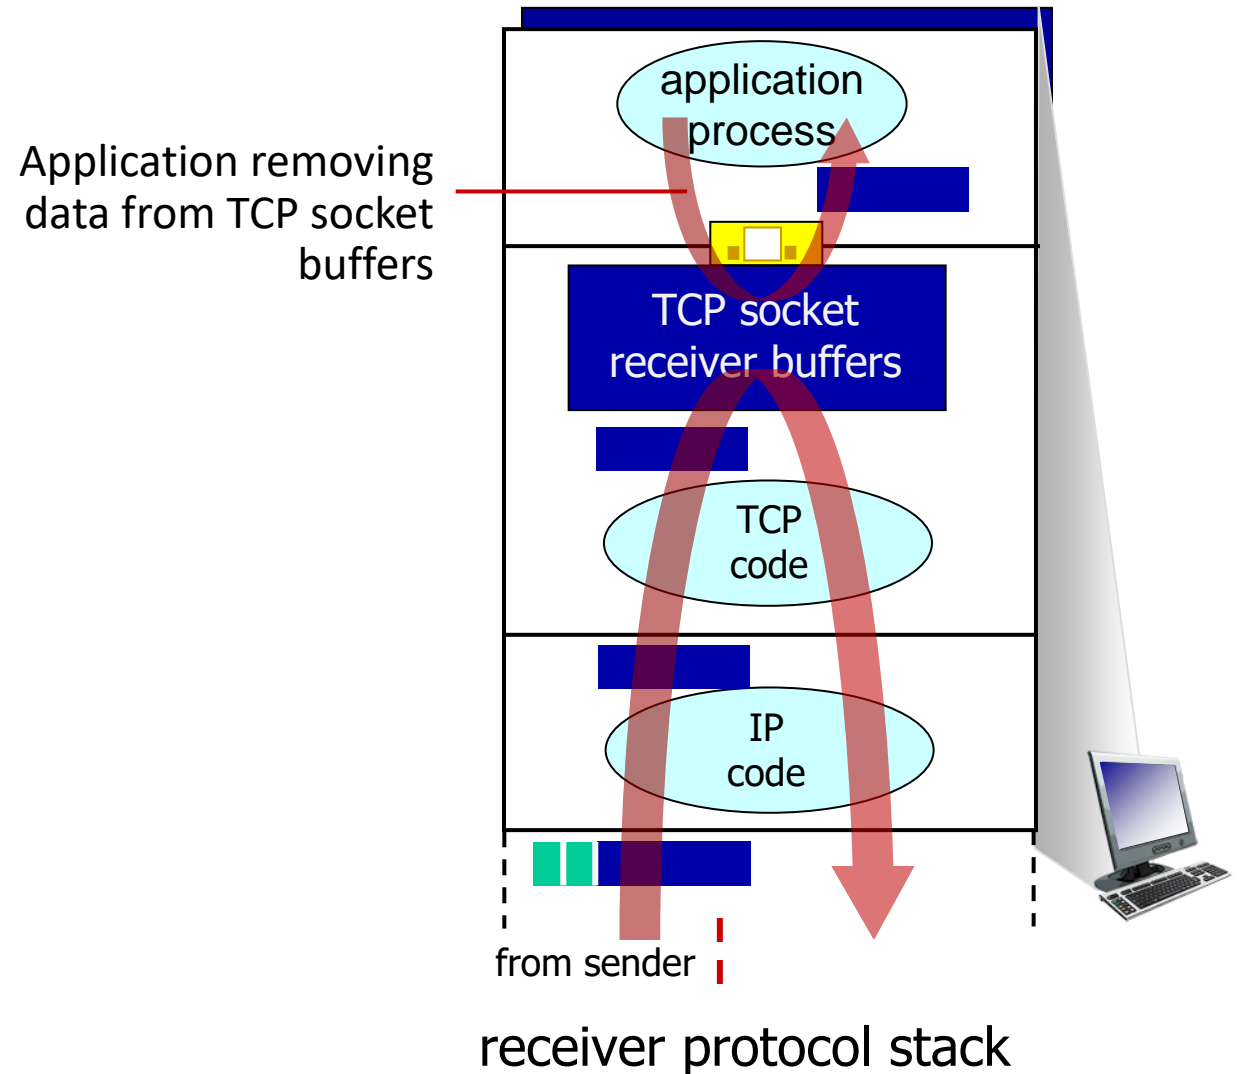 application
process
Application removing
data from TCP socket
buffers
TCP socket
receiver buffers
TCP
code
IP
code
from sender
receiver protocol stack